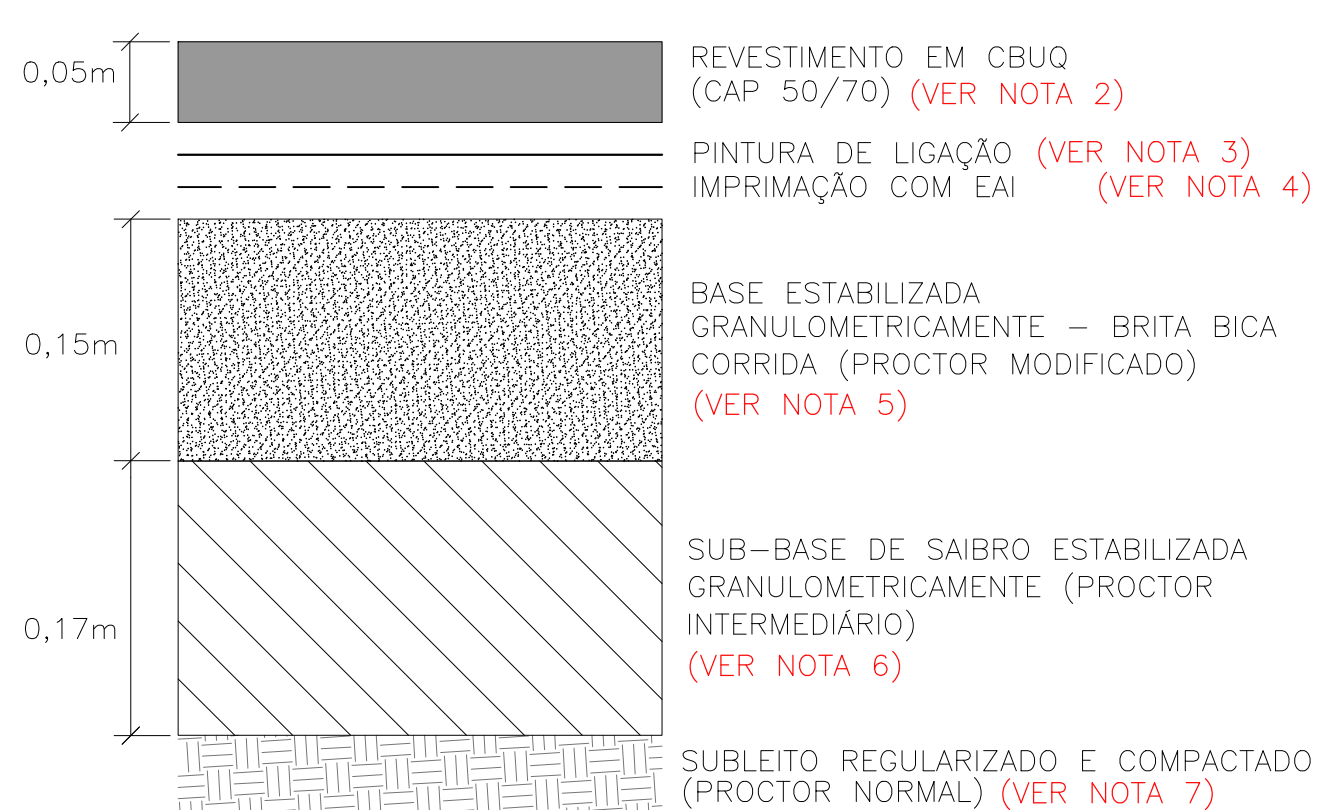 0,05m
REVESTIMENTO EM CBUQ
(CAP 50/70) (VER NOTA 2)
PINTURA DE LIGAÇÃO (VER NOTA 3)
IMPRIMAÇÃO COM EAI (VER NOTA 4)
0,15m
BASE ESTABILIZADA
GRANULOMETRICAMENTE – BRITA BICA
CORRIDA (PROCTOR MODIFICADO)
(VER NOTA 5)
0,17m
SUB–BASE DE SAIBRO ESTABILIZADA
GRANULOMETRICAMENTE (PROCTOR
INTERMEDIÁRIO)
(VER NOTA 6)
SUBLEITO REGULARIZADO E COMPACTADO
(PROCTOR NORMAL) (VER NOTA 7)